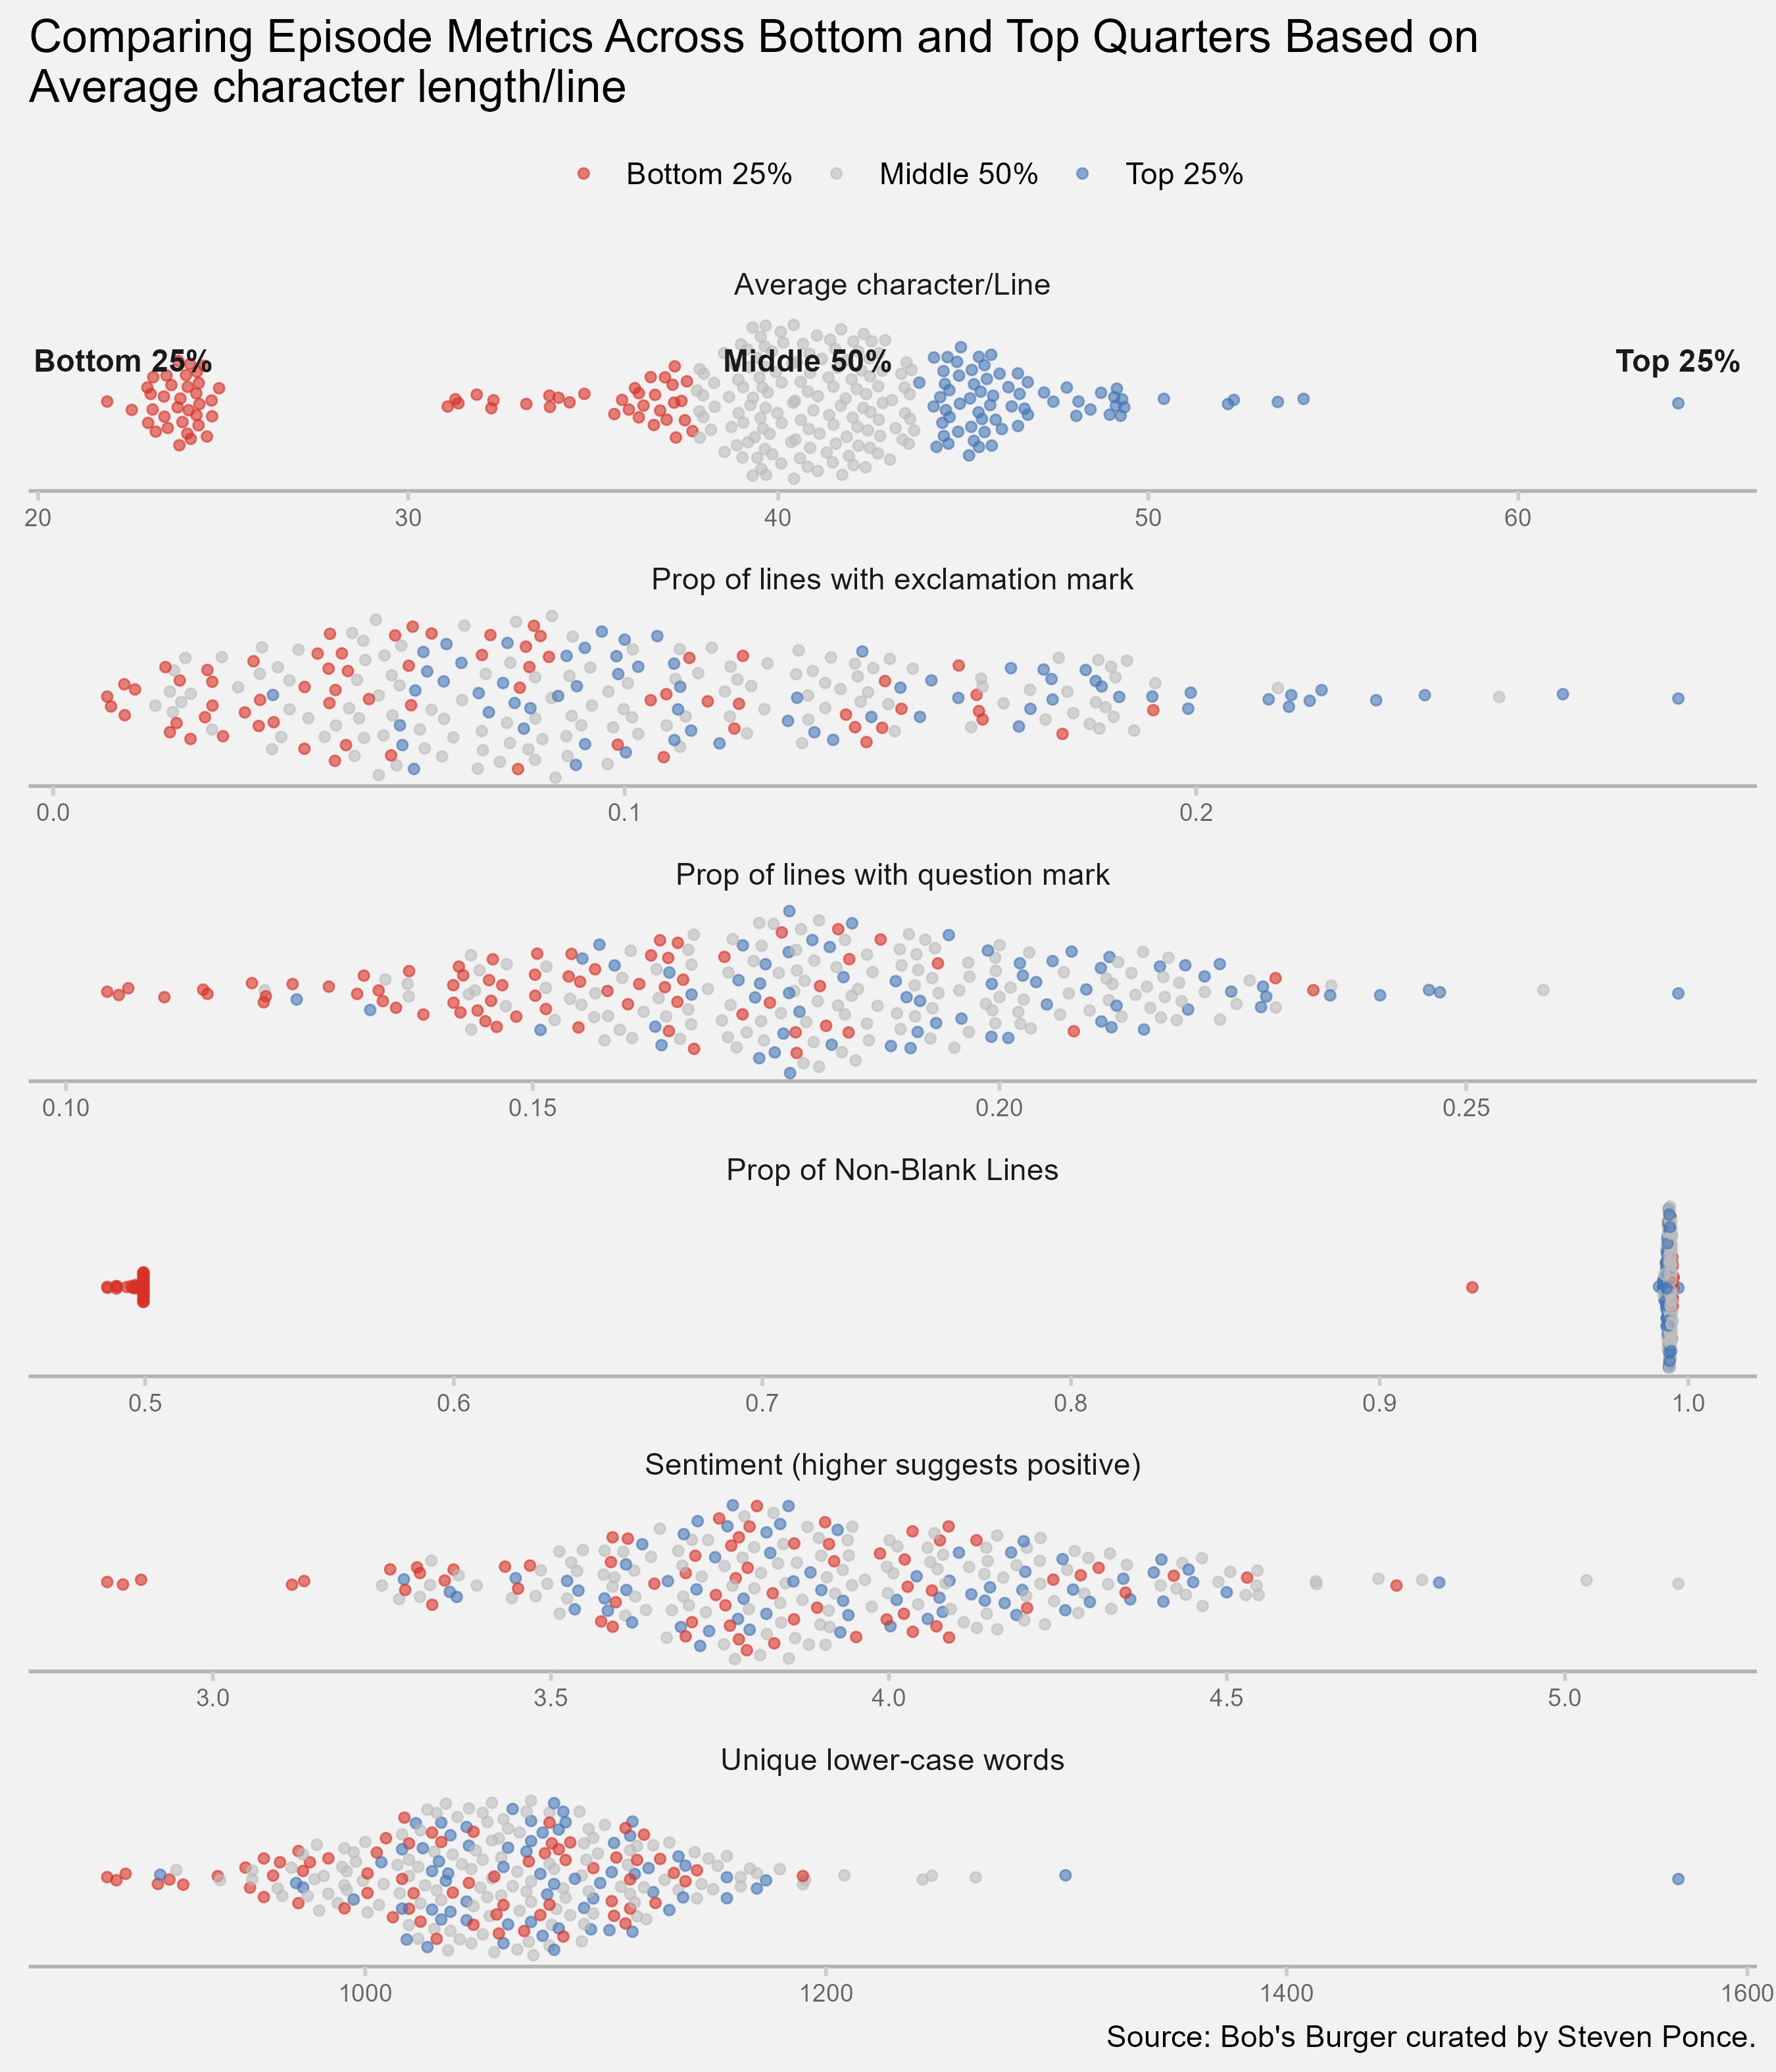 Comparing Episode Metrics Across Bottom and Top Quarters Based on
Average character length/line
Bottom 25% Middle 50% Top 25%
Average character/Line
Bottom 25% Middle 50% Top 25%
20 30 40 50 60
Prop of lines with exclamation mark
0.0 0.1 0.2
Prop of lines with question mark
0.10 0.15 0.20 0.25
Prop of Non-Blank Lines
0.5 0.6 0.7 0.8 0.9 1.0
Sentiment (higher suggests positive)
3.0 3.5 4.0 4.5 5.0
Unique lower-case words
1000 1200 1400 1600
Source: Bob's Burger curated by Steven Ponce.